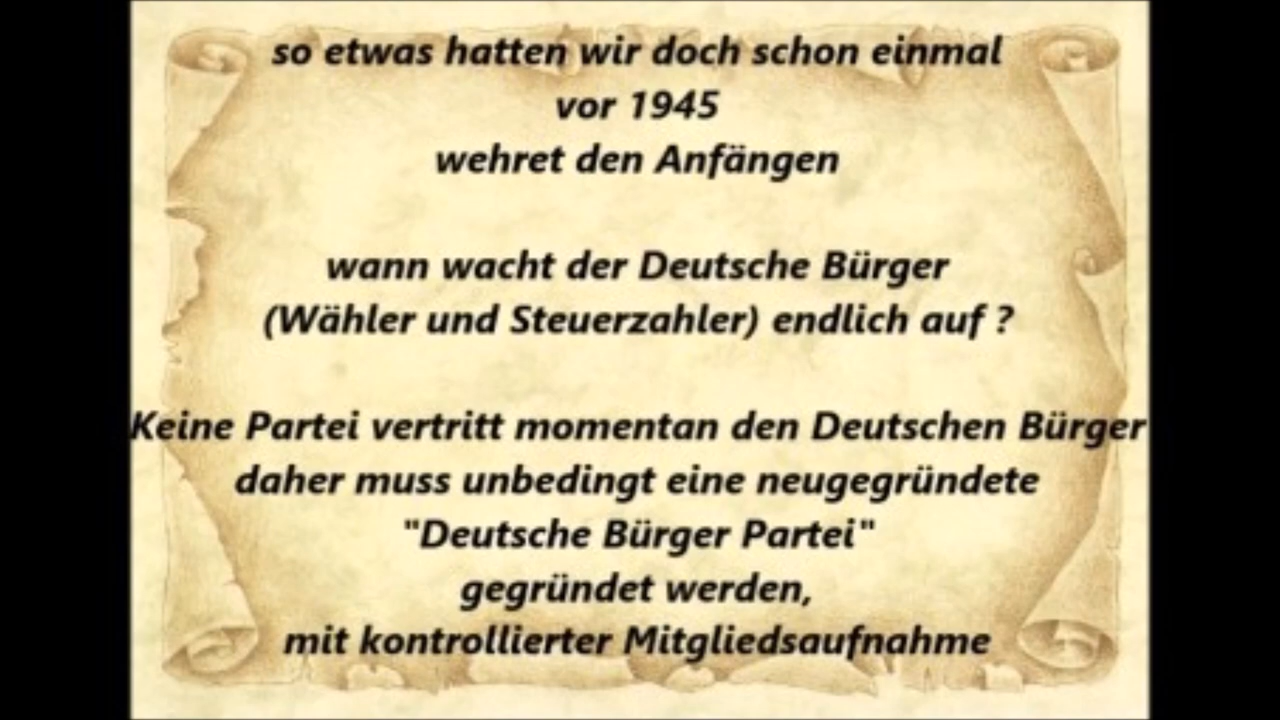 so etwas hatten wir doch schon einmal
vor 1945
wehret den Anfängen
wann wacht der Deutsche Bürger
(Wähler und Steuerzahler) endlich auf ?
Keine Partei vertritt momentan den Deutschen Bürger
daher muss unbedingt eine neugegründete
"Deutsche Bürger Partei"
gegründet werden,
mit kontrollierter Mitgliedsaufnahme